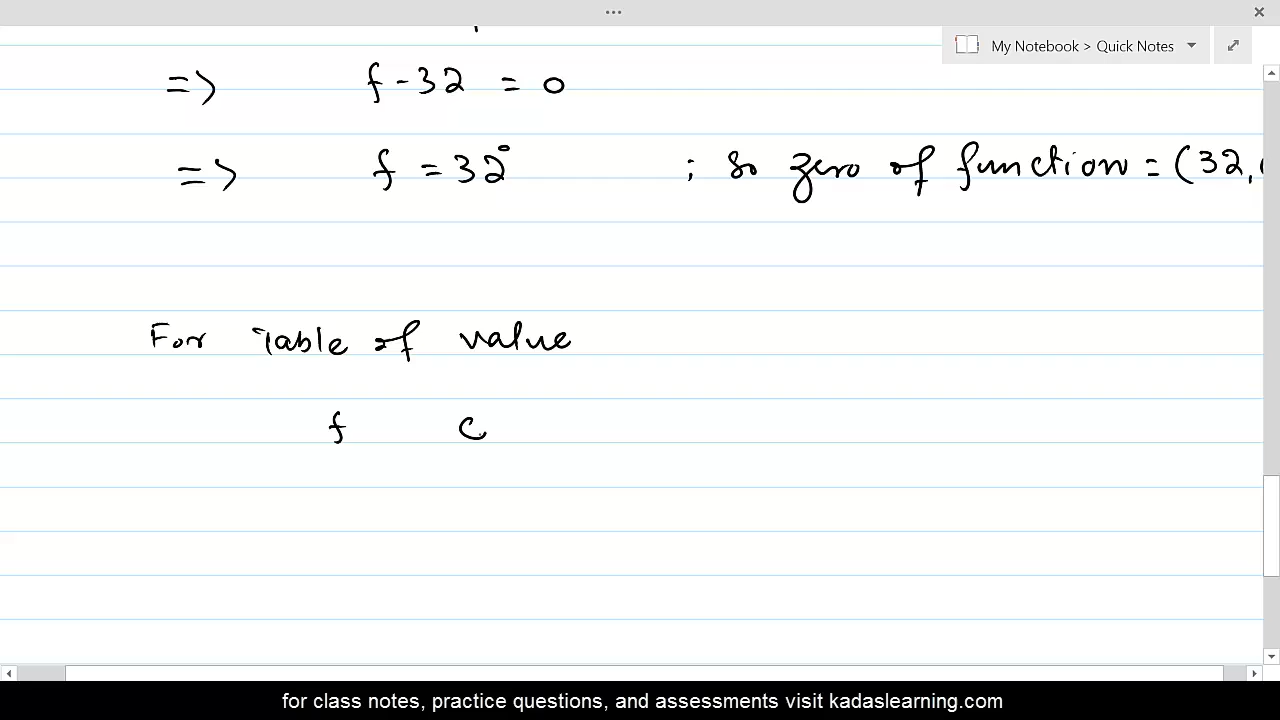 My Notebook > Quick Notes
=> f - 32 = 0
=> f = 32° ; so zero of function = (32,
For Table of value
f C
for class notes, practice questions, and assessments visit kadaslearning.com